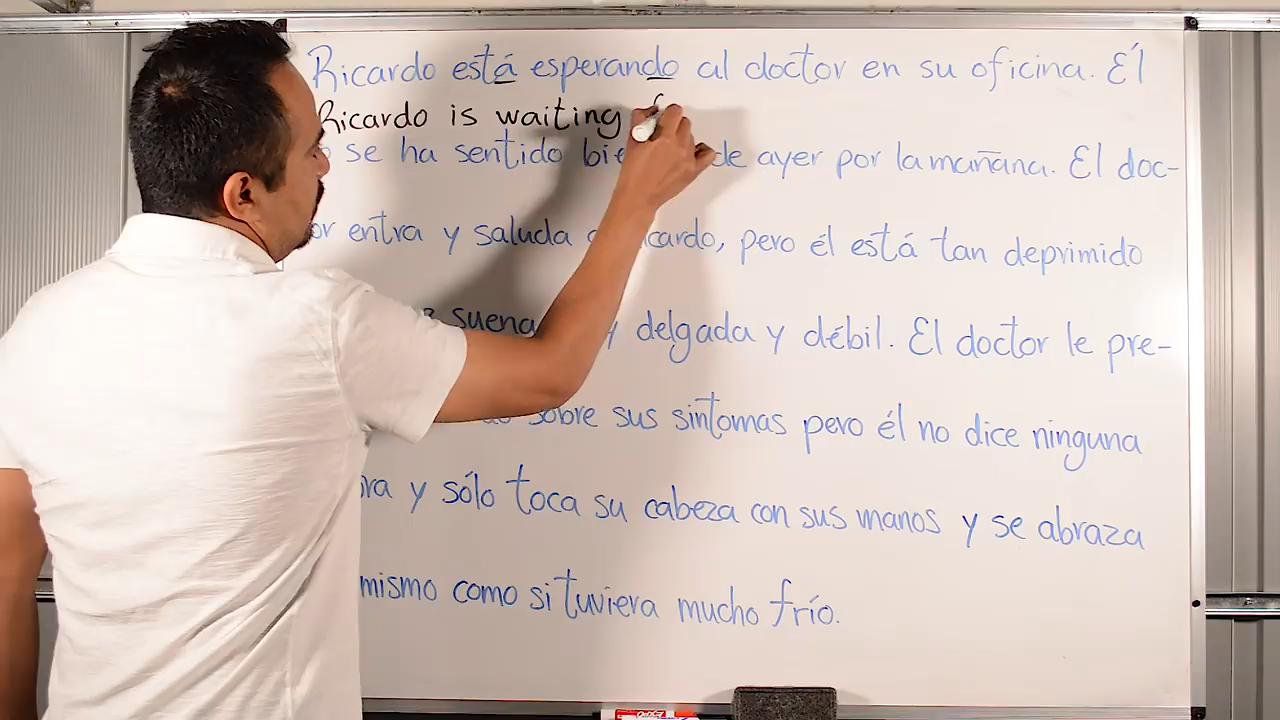 Ricardo está esperando al doctor en su oficina. Él
Ricardo is waiting
se ha sentido de ayer por la mañana. El doc-
or entra y saluda cardo, pero él está tan deprimido
suena y delgada y débil. El doctor le pre-
sobre sus síntomas pero él no dice ninguna
bra y sólo toca su cabeza con sus manos y se abraza
mismo como si tuviera mucho frío.